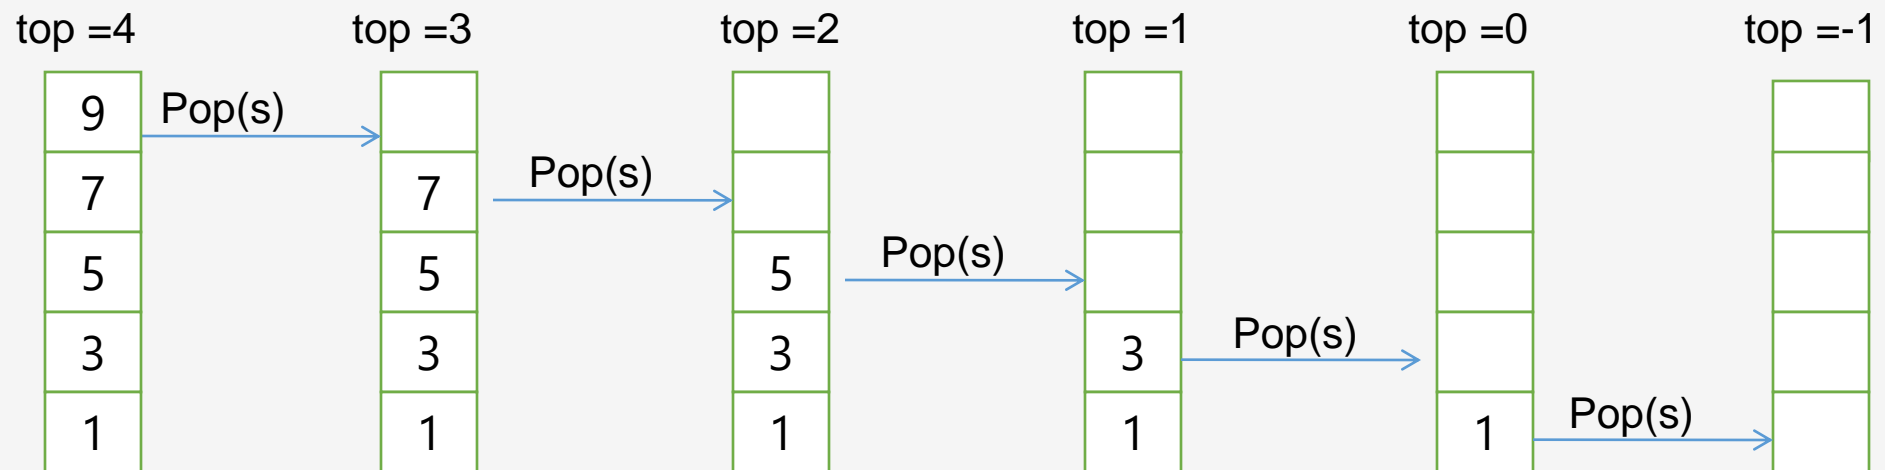 top =4 top =3 top =2 top =1 top =0 top =-1
9 Pop(s)
7 7 Pop(s)
5 5 5 Pop(s)
3 3 3 3 Pop(s)
1 1 1 1 1 Pop(s)